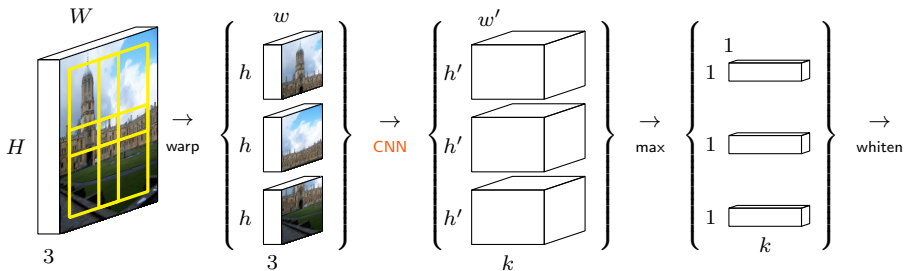 W
H
3
→
warp
w
h
h
h
3
→
CNN
w′
h′
h′
h′
k
→
max
1
1
1
1
k
→
whiten